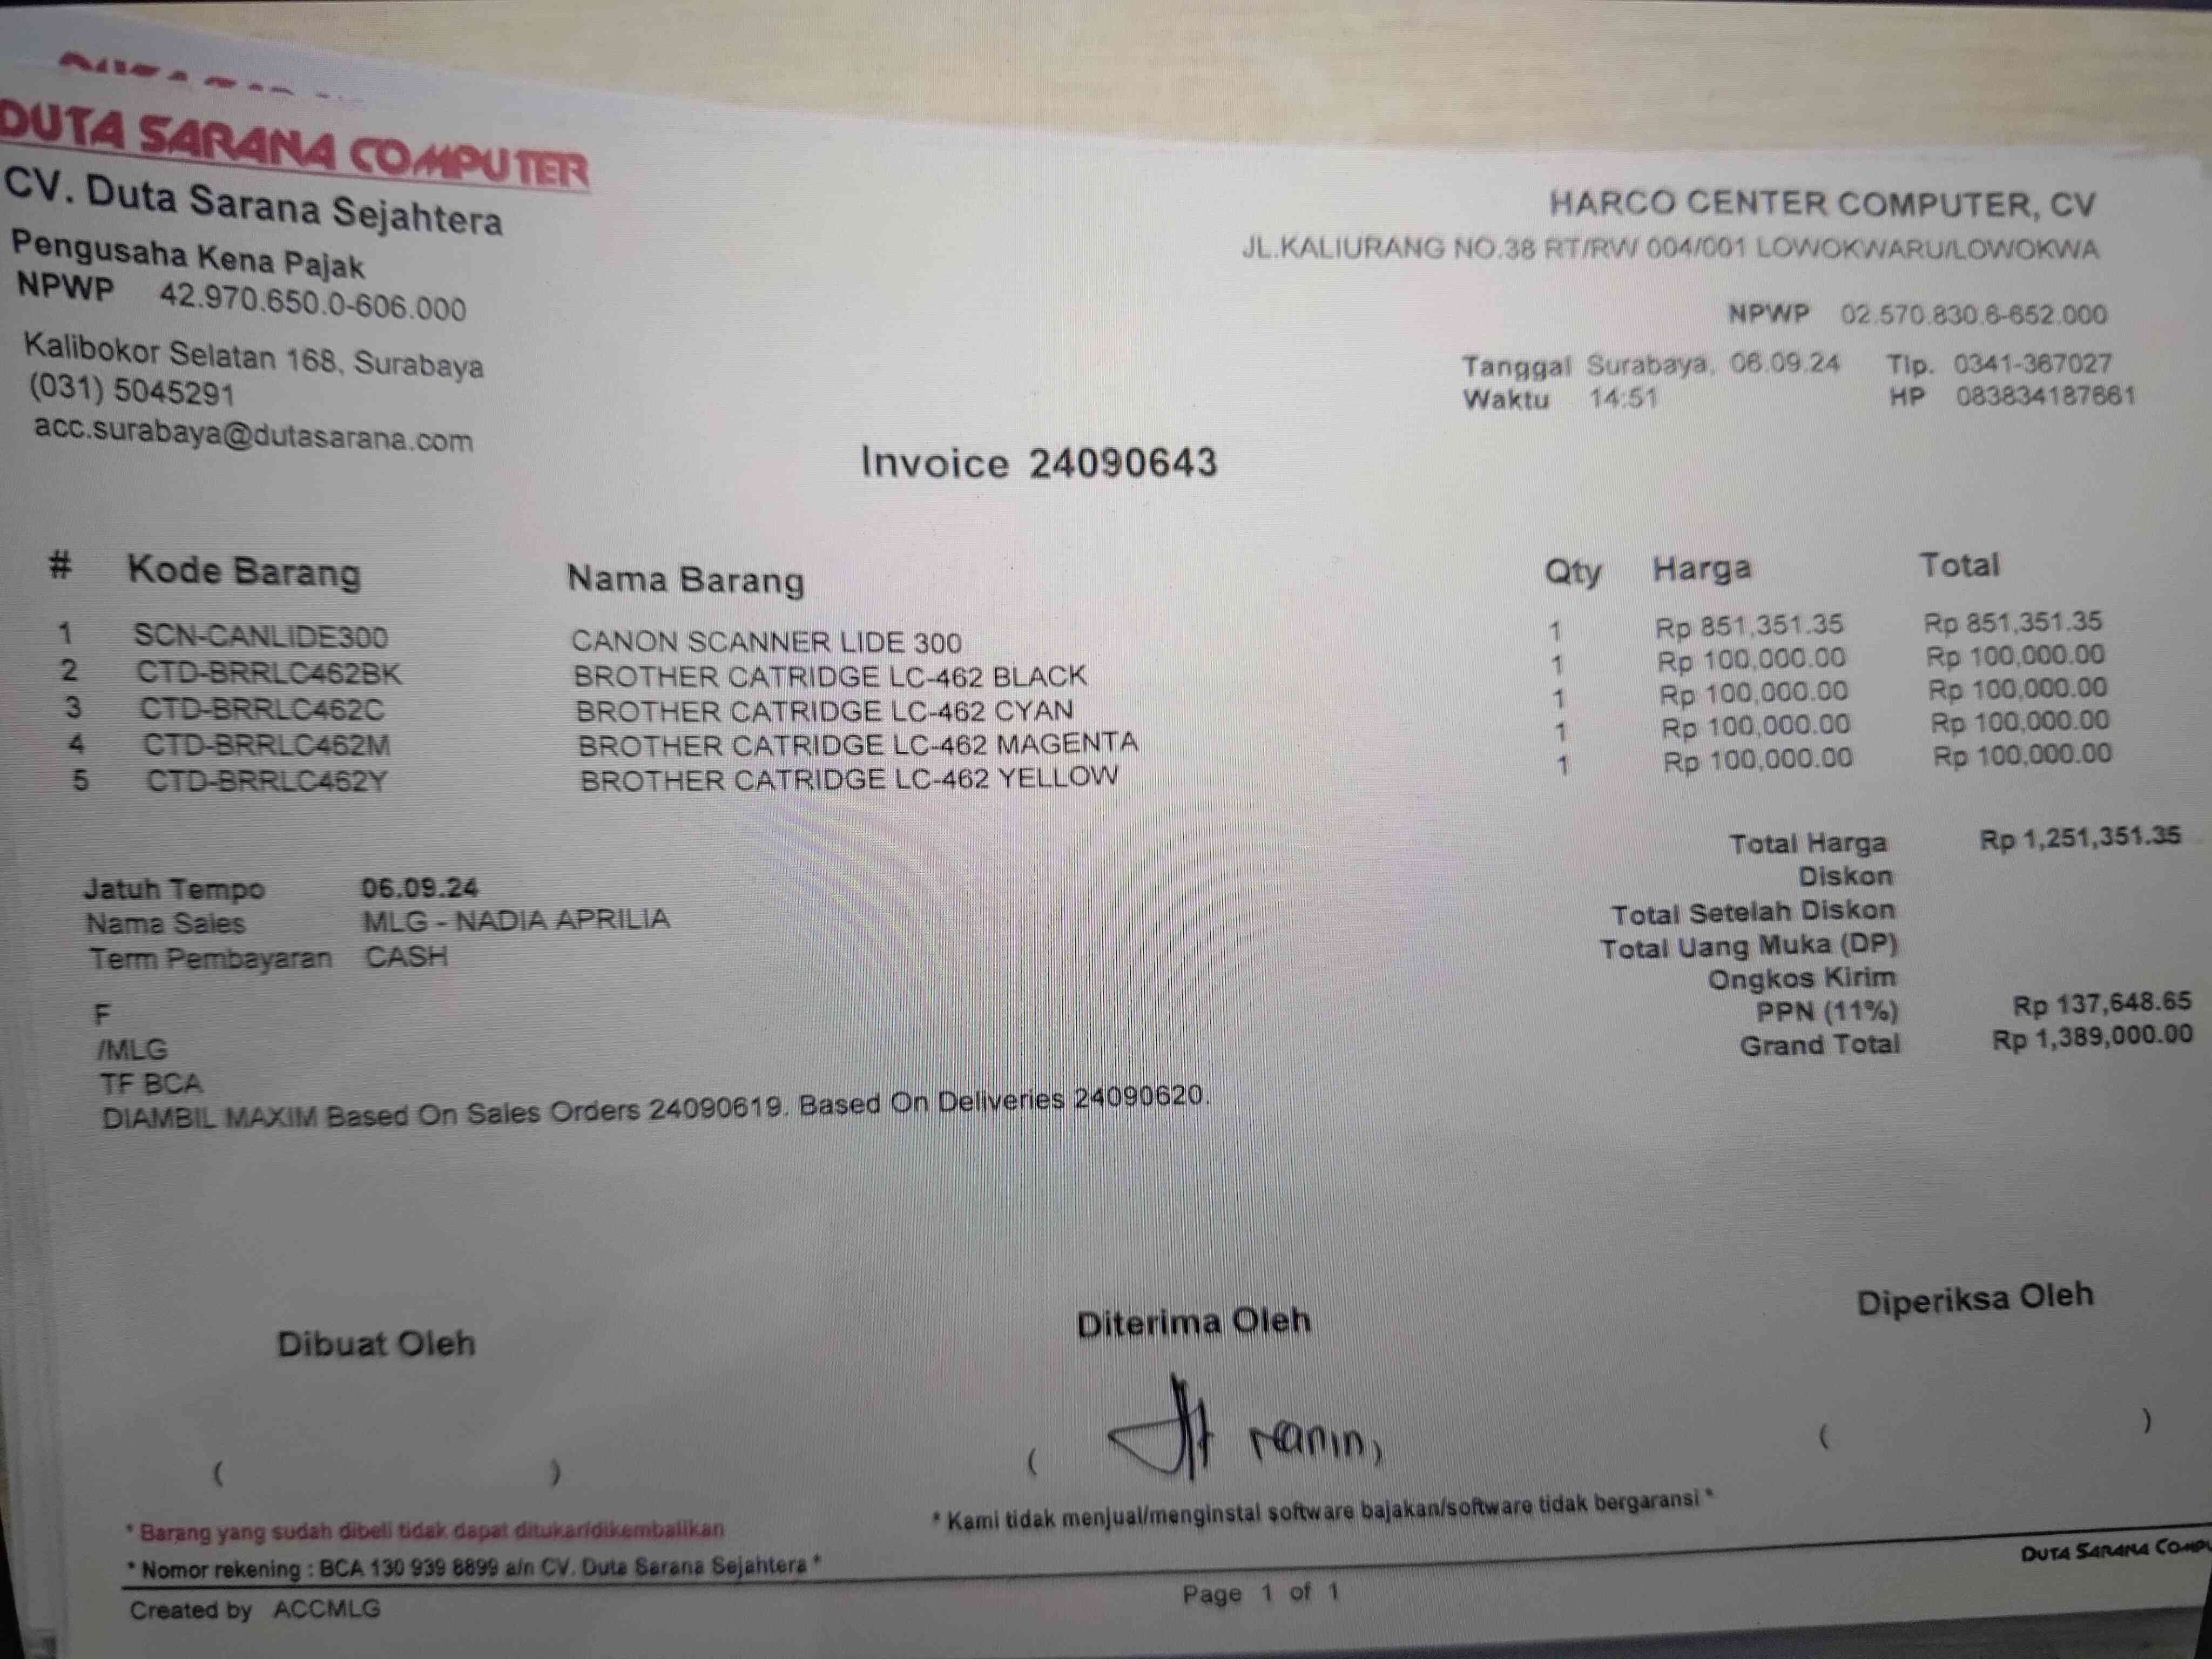 DUTA SARANA COMPUTER
CV. Duta Sarana Sejahtera
Pengusaha Kena Pajak
NPWP 42.970.650.0-606.000
Kalibokor Selatan 168, Surabaya
(031) 5045291
acc.surabaya@dutasarana.com
HARCO CENTER COMPUTER, CV
JL.KALIURANG NO.38 RT/RW 004/001 LOWOKWARU/LOWOKWA
NPWP 02.570.830.6-652.000
Tanggal Surabaya, 06.09.24 Tlp. 0341-367027
Waktu 14:51 HP 083834187661
Invoice 24090643
# Kode Barang Nama Barang Qty Harga Total
1 SCN-CANLIDE300 CANON SCANNER LIDE 300 1 Rp 851,351.35 Rp 851,351.35
2 CTD-BRRLC462BK BROTHER CATRIDGE LC-462 BLACK 1 Rp 100,000.00 Rp 100,000.00
3 CTD-BRRLC462C BROTHER CATRIDGE LC-462 CYAN 1 Rp 100,000.00 Rp 100,000.00
4 CTD-BRRLC462M BROTHER CATRIDGE LC-462 MAGENTA 1 Rp 100,000.00 Rp 100,000.00
5 CTD-BRRLC462Y BROTHER CATRIDGE LC-462 YELLOW 1 Rp 100,000.00 Rp 100,000.00
Total Harga Rp 1,251,351.35
Diskon
Total Setelah Diskon
Total Uang Muka (DP)
Ongkos Kirim
PPN (11%) Rp 137,648.65
Grand Total Rp 1,389,000.00
Jatuh Tempo 06.09.24
Nama Sales MLG - NADIA APRILIA
Term Pembayaran CASH
F
/MLG
TF BCA
DIAMBIL MAXIM Based On Sales Orders 24090619. Based On Deliveries 24090620.
Dibuat Oleh
Diterima Oleh
Diperiksa Oleh
( )
(
( )
* Barang yang sudah dibeli tidak dapat ditukar/dikembalikan
* Kami tidak menjual/menginstal software bajakan/software tidak bergaransi *
* Nomor rekening : BCA 130 939 8899 a/n CV. Duta Sarana Sejahtera *
DUTA SARANA COMPU
Created by ACCMLG
Page 1 of 1